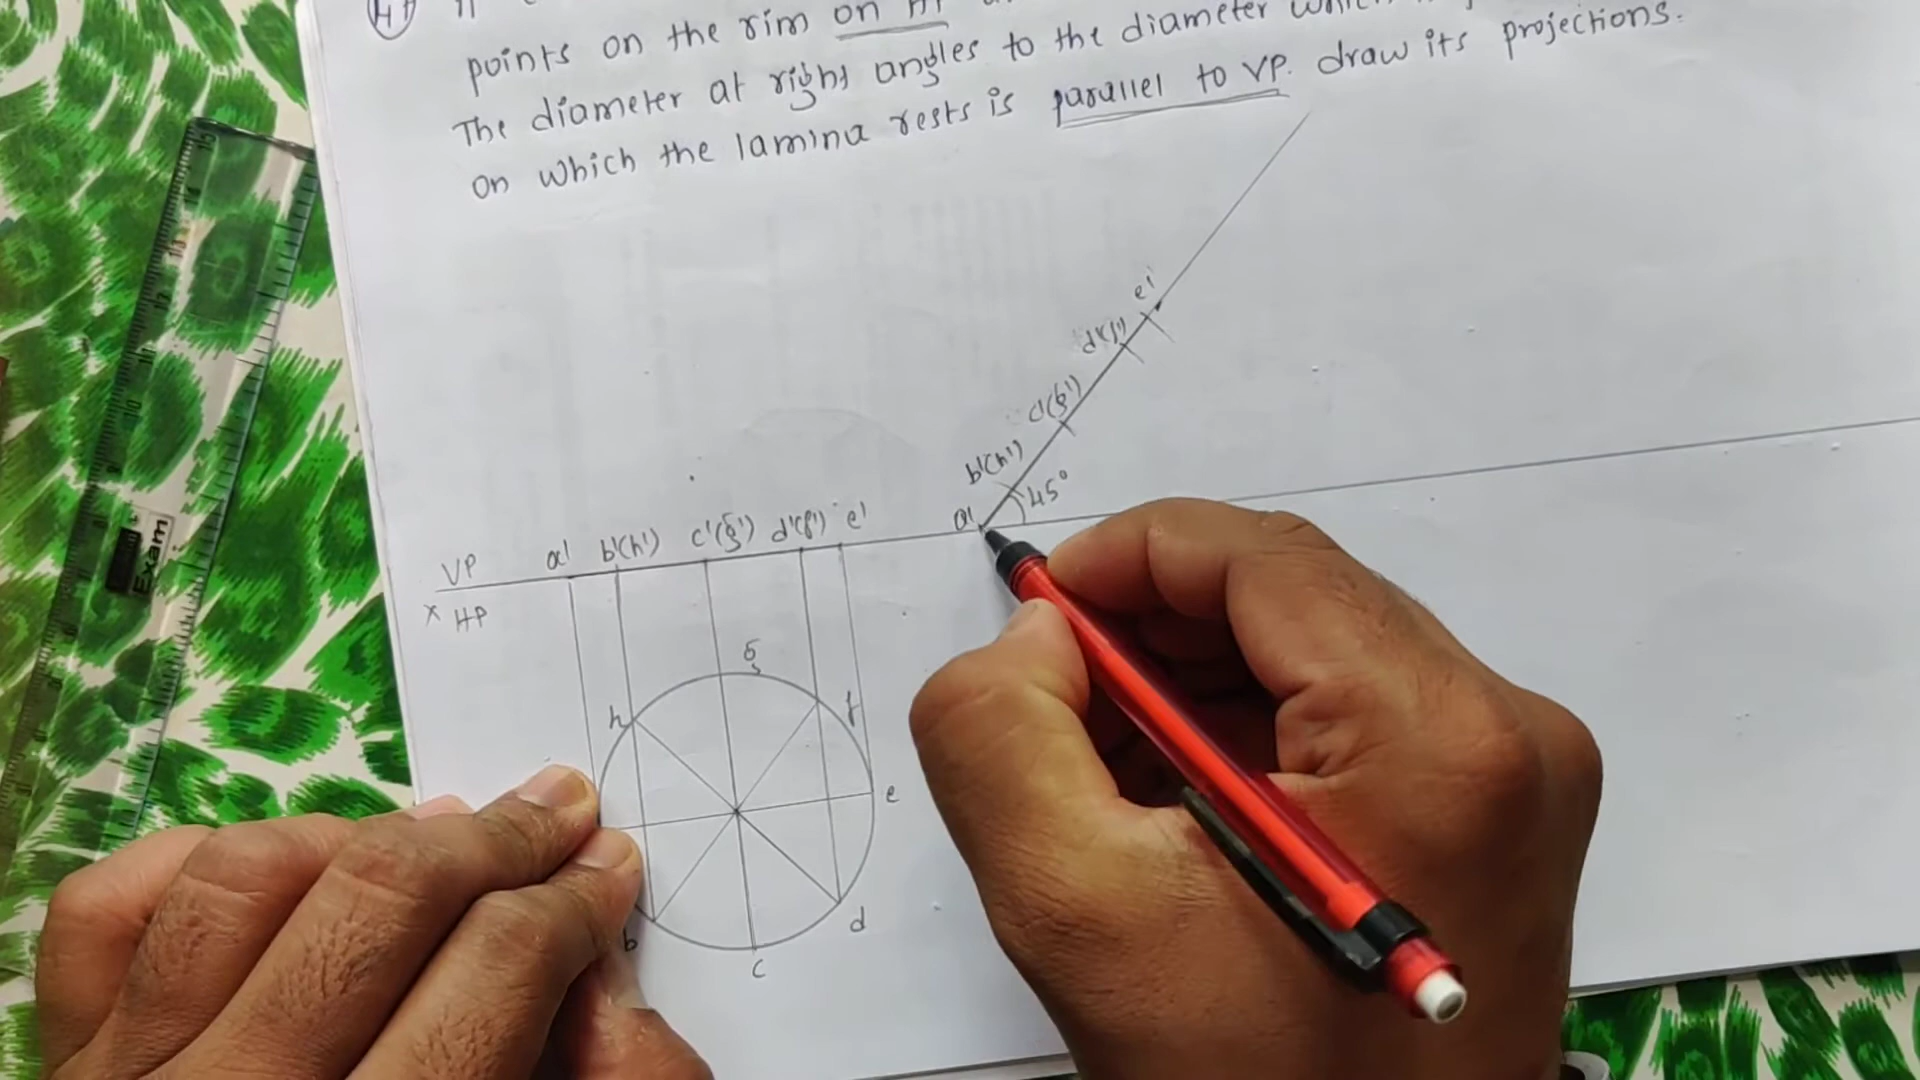 points on the rim on
The diameter at right angles to the diameter
on which the lamina rests is parallel to VP. draw its projections.
e'
d'(f')
c'(g')
b'(h')
45°
a'
VP a' b'(h') c'(g') d'(f') e'
X HP
g
h f
e
b d
c
Exam